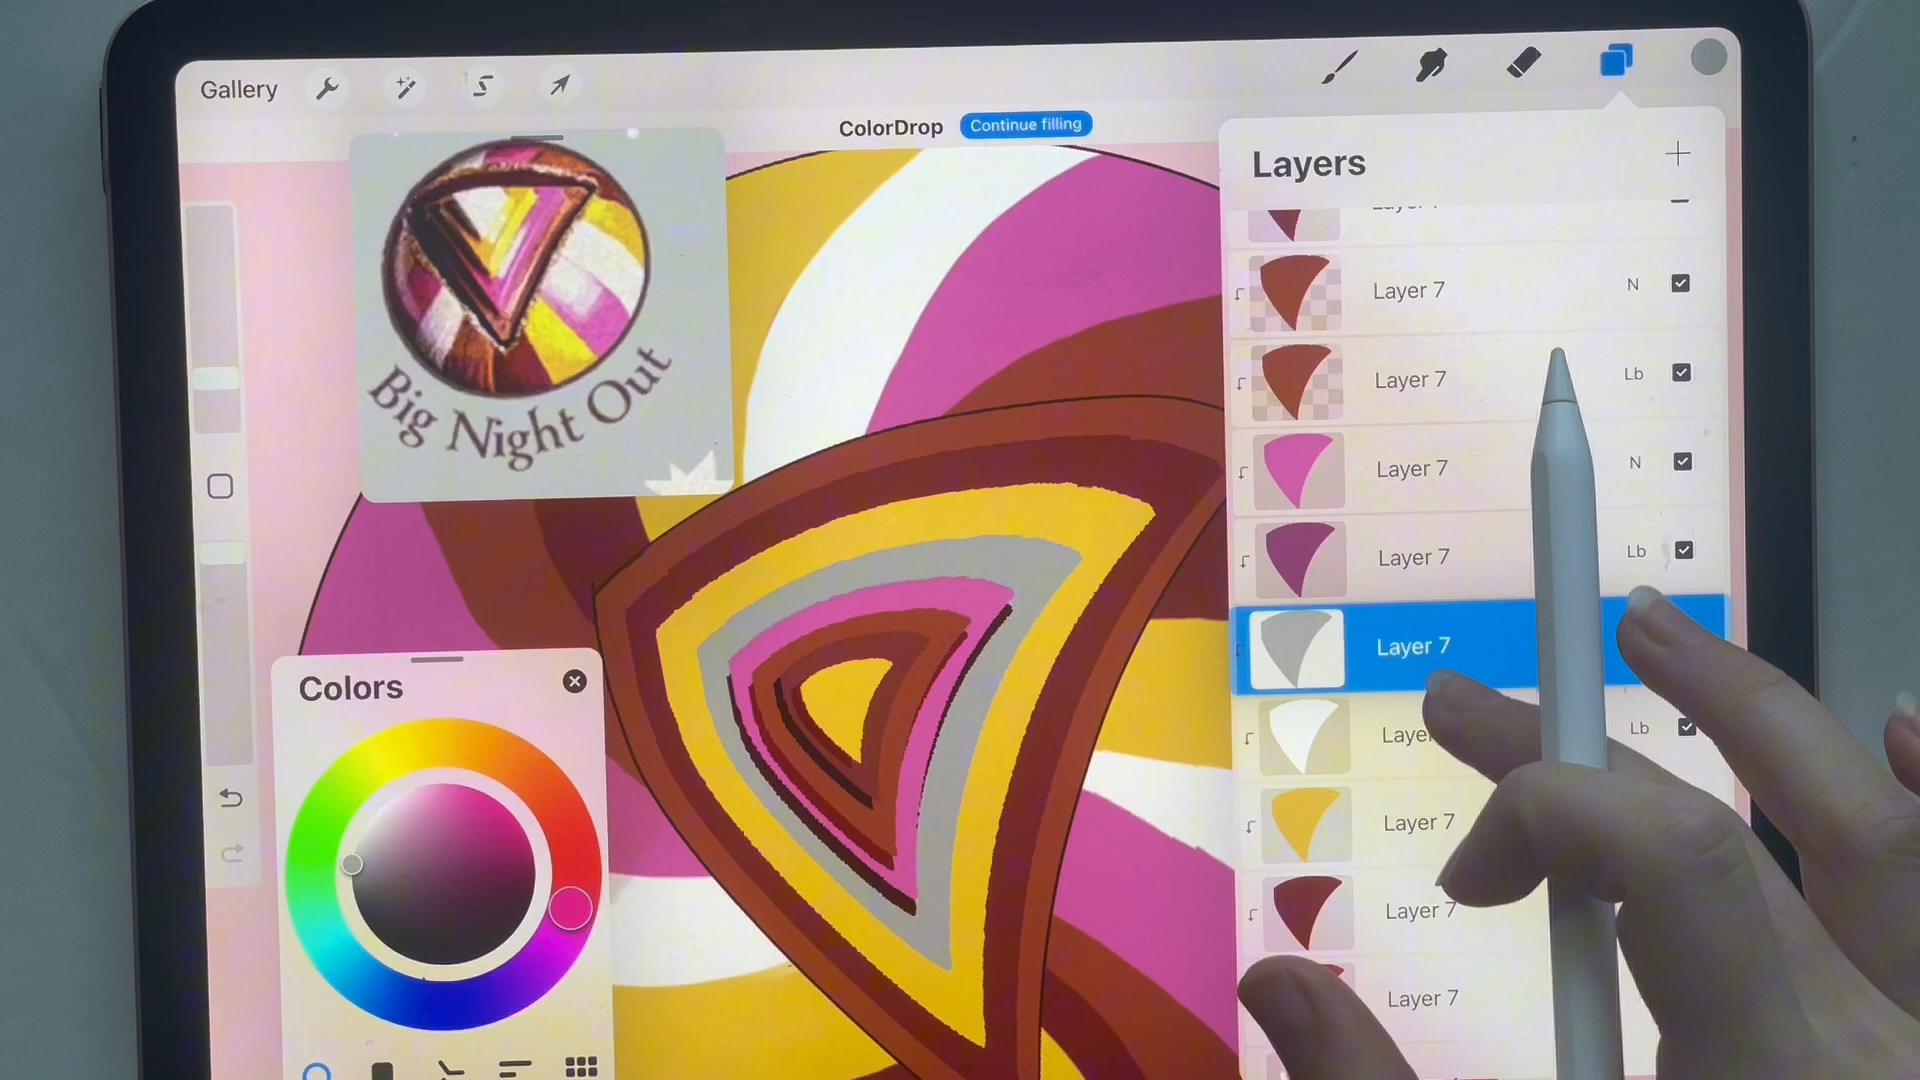 Gallery
ColorDrop
Continue filling
Big Night Out
Layers
Layer 7
N
Layer 7
Lb
Layer 7
N
Layer 7
Lb
Layer 7
Lb
Layer 7
Layer 7
Layer 7
Colors